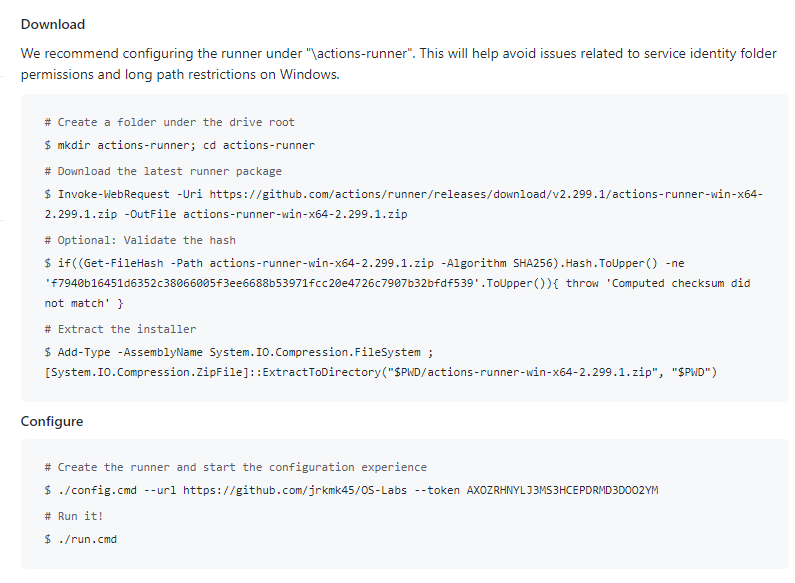 Download
We recommend configuring the runner under "\actions-runner". This will help avoid issues related to service identity folder
permissions and long path restrictions on Windows.
# Create a folder under the drive root
$ mkdir actions-runner; cd actions-runner
# Download the latest runner package
$ Invoke-WebRequest -Uri https://github.com/actions/runner/releases/download/v2.299.1/actions-runner-win-x64-
2.299.1.zip -OutFile actions-runner-win-x64-2.299.1.zip
# Optional: Validate the hash
$ if((Get-FileHash -Path actions-runner-win-x64-2.299.1.zip -Algorithm SHA256).Hash.ToUpper() -ne
'f7940b16451d6352c38066005f3ee6688b53971fcc20e4726c7907b32bfdf539'.ToUpper()){ throw 'Computed checksum did
not match' }
# Extract the installer
$ Add-Type -AssemblyName System.IO.Compression.FileSystem ;
[System.IO.Compression.ZipFile]::ExtractToDirectory("$PWD/actions-runner-win-x64-2.299.1.zip", "$PWD")
Configure
# Create the runner and start the configuration experience
$ ./config.cmd --url https://github.com/jrkmk45/OS-Labs --token AXOZRHNYLJ3MS3HCEPDRMD3DOO2YM
# Run it!
$ ./run.cmd